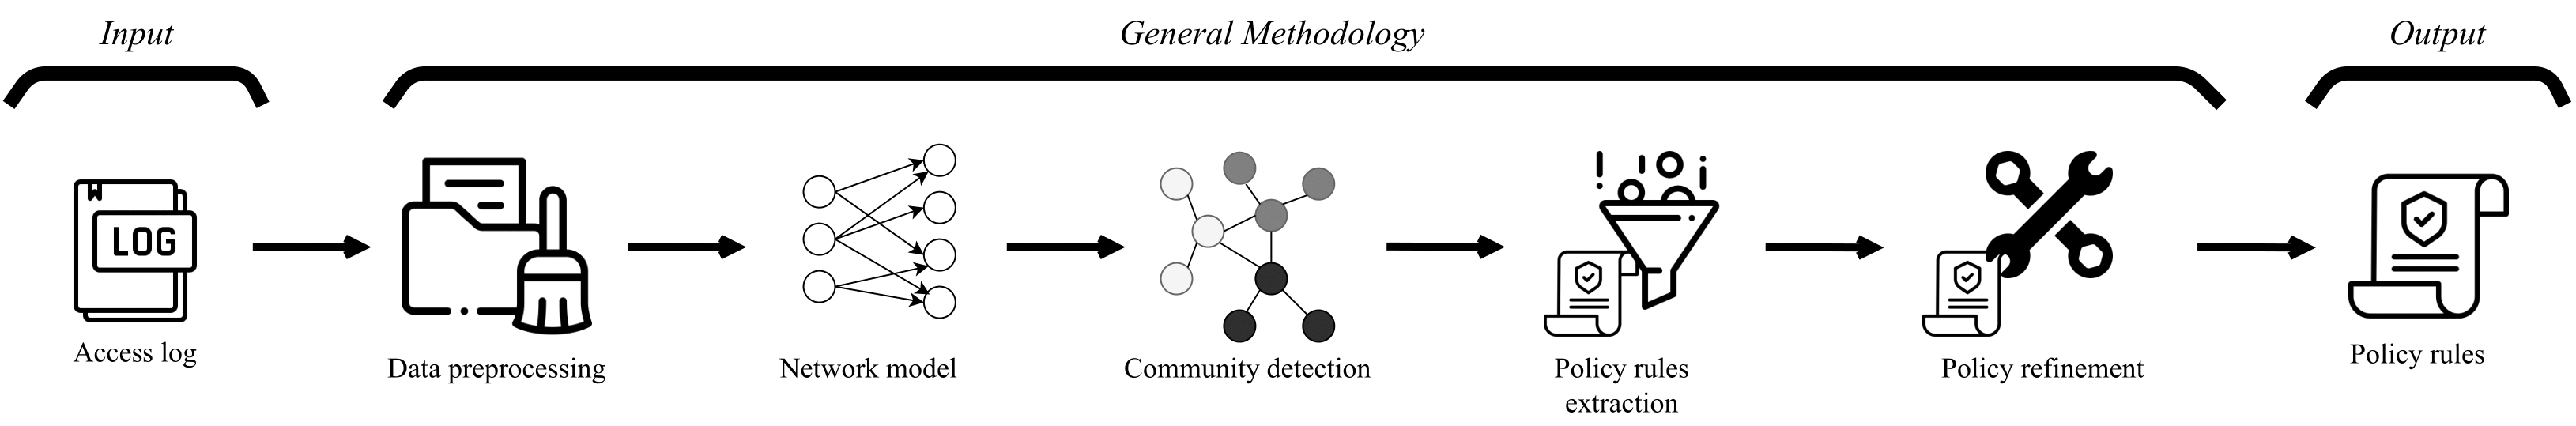 Input
General Methodology
Output
LOG
Access log
Data preprocessing
Network model
Community detection
Policy rules
extraction
Policy refinement
Policy rules